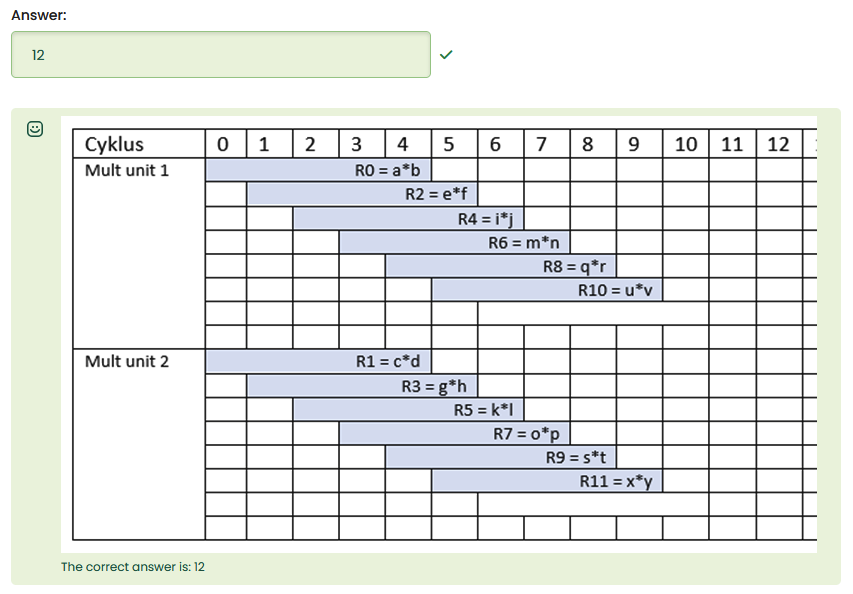 Answer:
12
Cyklus 0 1 2 3 4 5 6 7 8 9 10 11 12
Mult unit 1 R0 = a*b
R2 = e*f
R4 = i*j
R6 = m*n
R8 = q*r
R10 = u*v
Mult unit 2 R1 = c*d
R3 = g*h
R5 = k*l
R7 = o*p
R9 = s*t
R11 = x*y
The correct answer is: 12